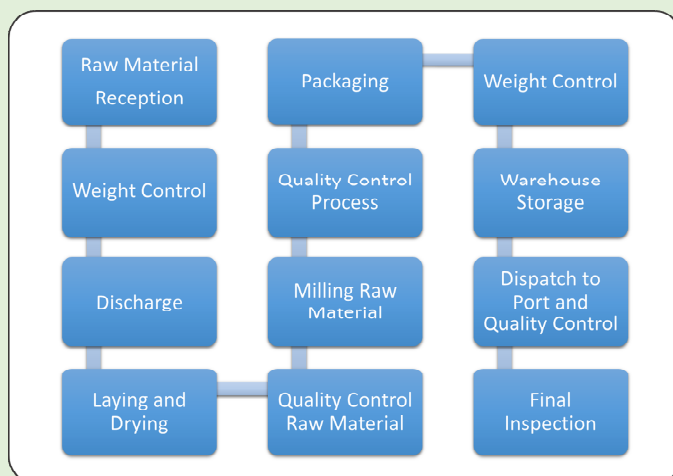 Raw Material
Reception
Weight Control
Discharge
Laying and
Drying
Quality Control
Raw Material
Milling Raw
Material
Quality Control
Process
Packaging
Weight Control
Warehouse
Storage
Dispatch to
Port and
Quality Control
Final
Inspection